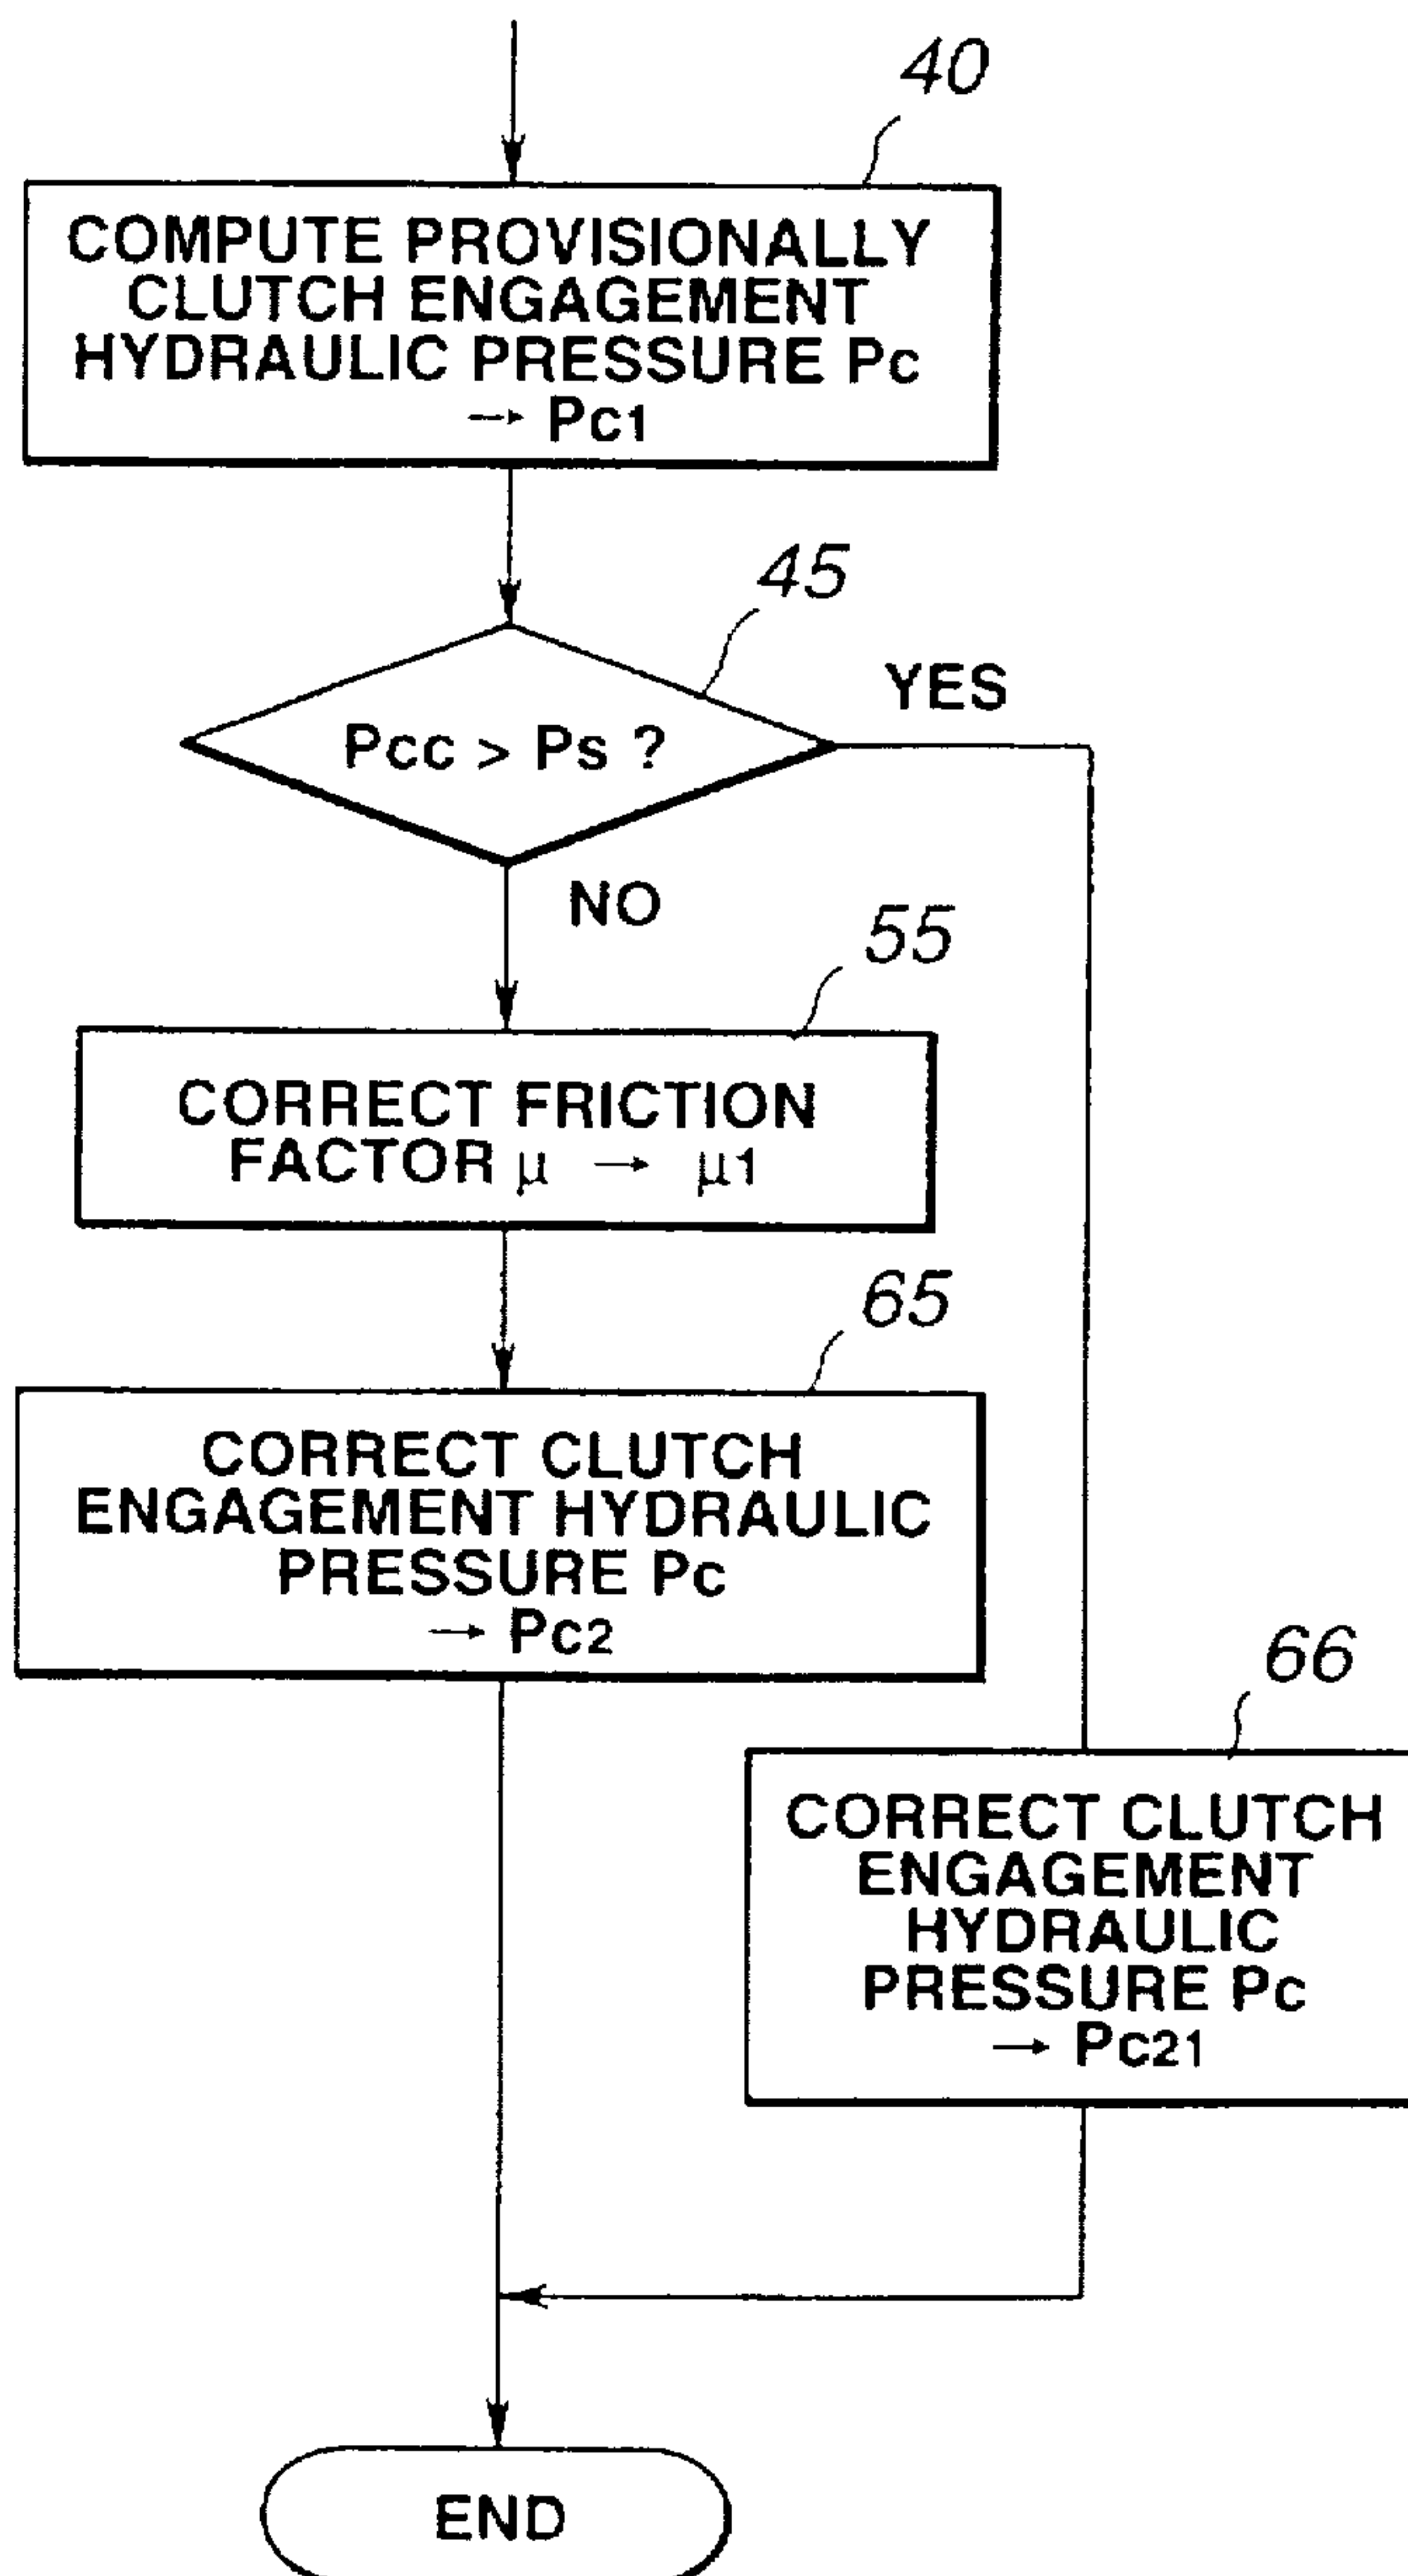 40
COMPUTE PROVISIONALLY
CLUTCH ENGAGEMENT
HYDRAULIC PRESSURE Pc
→ Pc1
45
Pcc > Ps ?
YES
NO
55
CORRECT FRICTION
FACTOR μ → μ1
65
CORRECT CLUTCH
ENGAGEMENT HYDRAULIC
PRESSURE Pc
→ Pc2
66
CORRECT CLUTCH
ENGAGEMENT
HYDRAULIC
PRESSURE Pc
→ Pc21
END